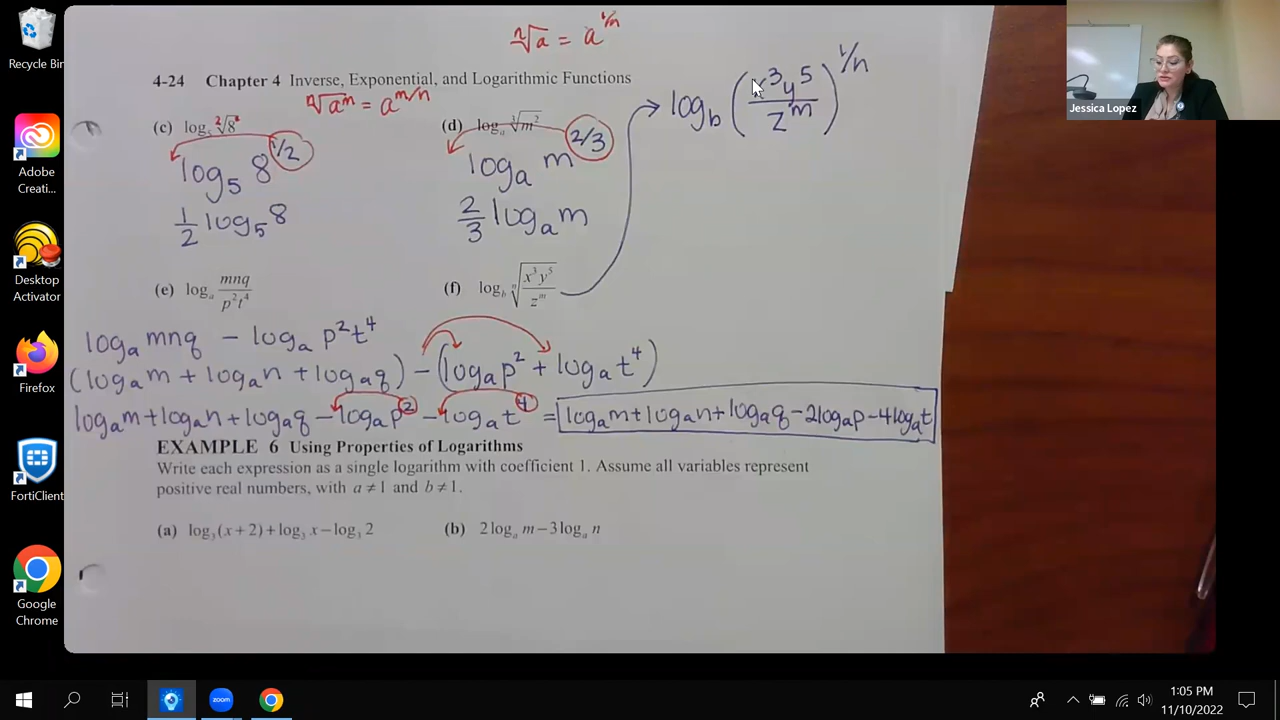 Recycle Bin
Adobe
Creati...
Desktop
Activator
Firefox
FortiClient
Google
Chrome
ⁿ√a = a^(1/n)
4-24 Chapter 4 Inverse, Exponential, and Logarithmic Functions
ⁿ√a^m = a^(m/n)
(c) log₅ ²√8¹
log₅ 8^(1/2)
1/2 log₅ 8
(d) logₐ ³√m²
logₐ m^(2/3)
2/3 logₐ m
(e) logₐ mnq / p²t⁴
(f) log_b ⁿ√(x³y⁵ / z^m)
log_b (x³y⁵ / z^m)^(1/n)
logₐ mnq − logₐ p²t⁴
(logₐ m + logₐ n + logₐ q) − (logₐ p² + logₐ t⁴)
logₐ m + logₐ n + logₐ q − logₐ p² − logₐ t⁴ = logₐ m + logₐ n + logₐ q − 2logₐ p − 4logₐ t
EXAMPLE 6 Using Properties of Logarithms
Write each expression as a single logarithm with coefficient 1. Assume all variables represent
positive real numbers, with a ≠ 1 and b ≠ 1.
(a) log₃(x+2) + log₃ x − log₃ 2
(b) 2 logₐ m − 3 logₐ n
Jessica Lopez
zoom
1:05 PM
11/10/2022